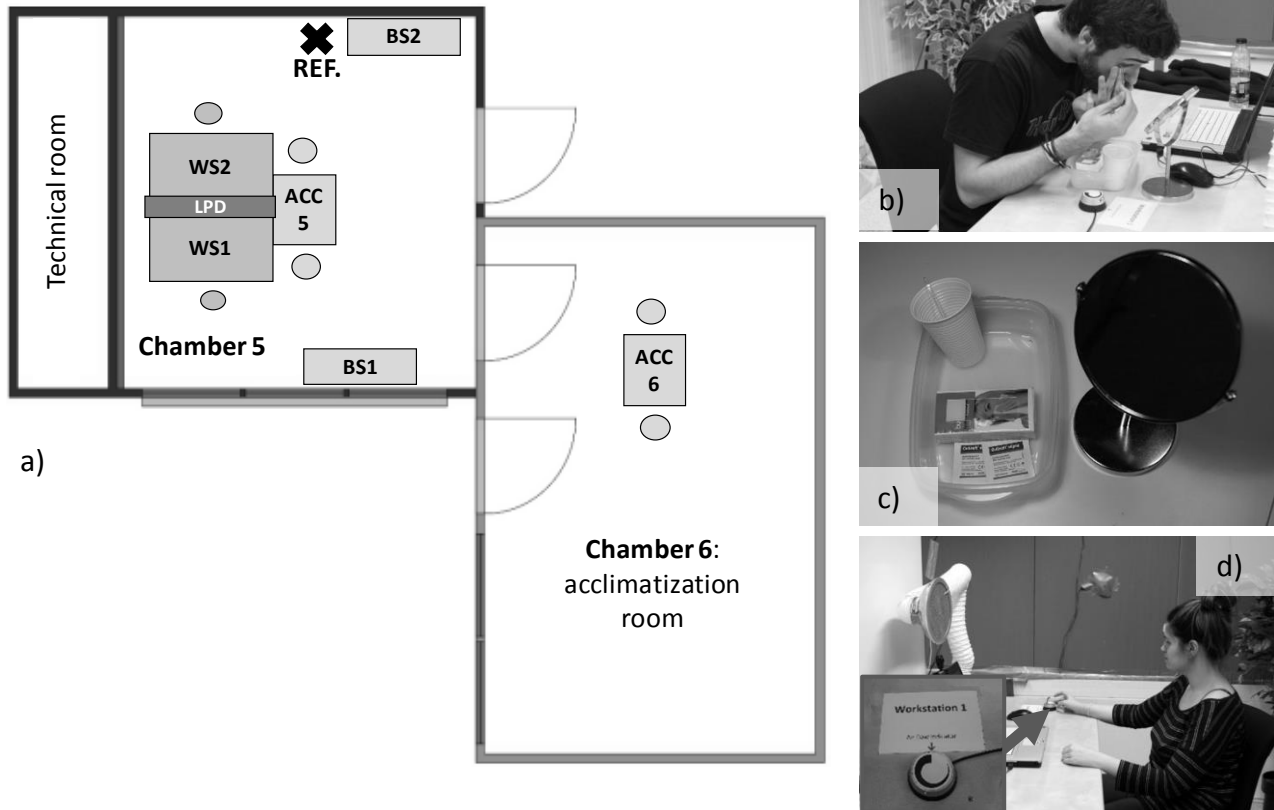 BS2
REF.
Technical room
WS2
LPD
ACC
5
WS1
Chamber 5
BS1
ACC
6
a)
Chamber 6:
acclimatization
room
b)
c)
d)
Workstation 1